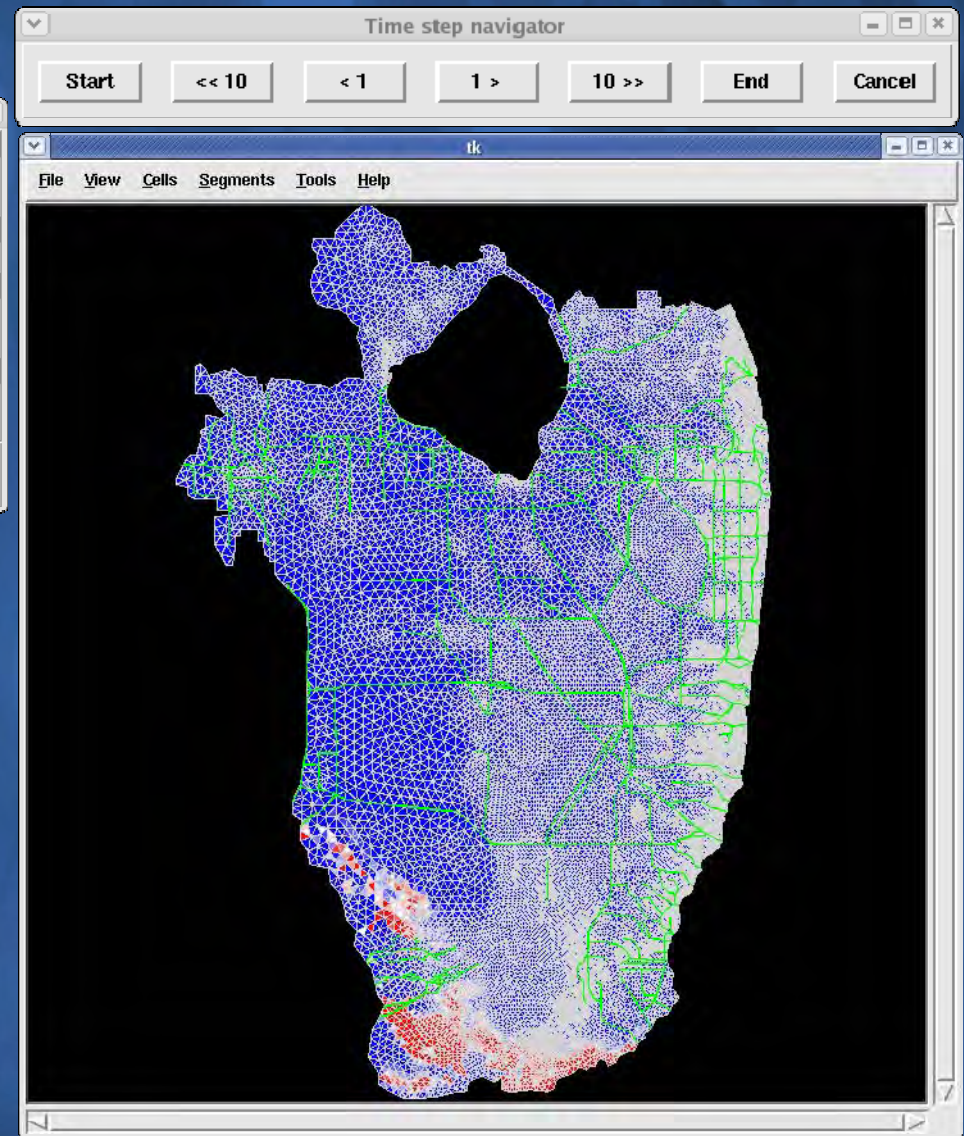 Time step navigator
Start << 10 < 1 1 > 10 >> End Cancel
tk
File View Cells Segments Tools Help